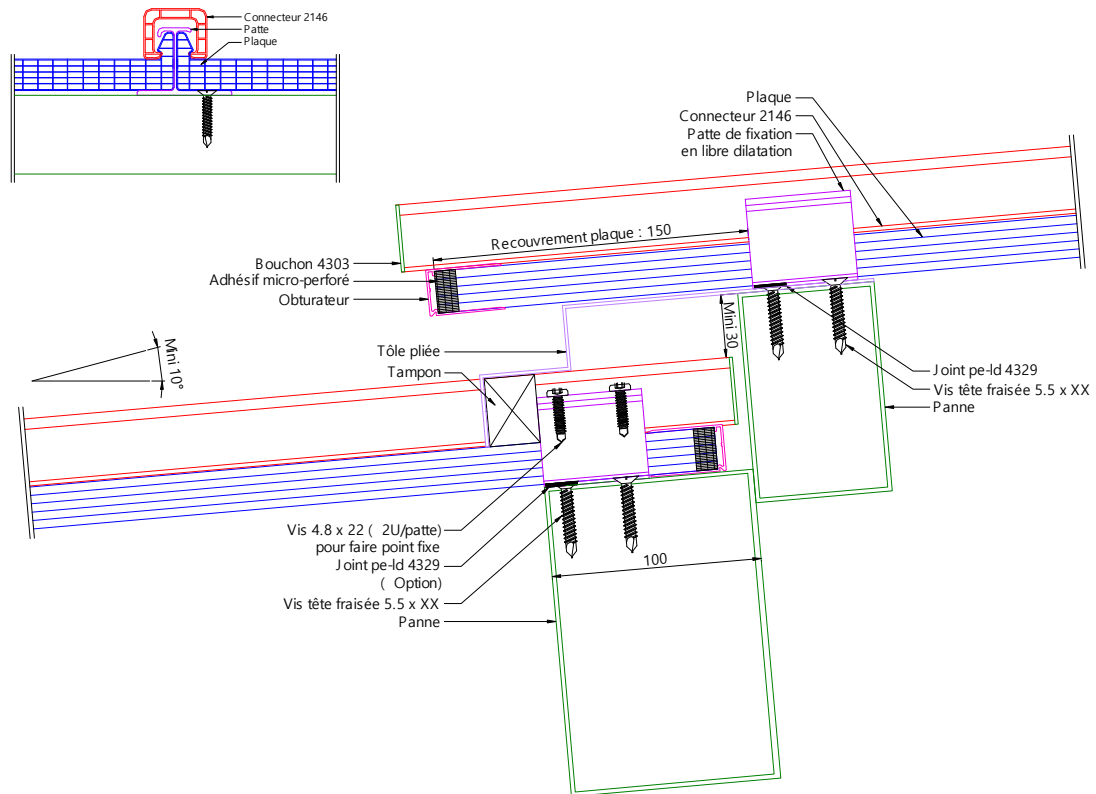 Connecteur 2146
Patte
Plaque
Plaque
Connecteur 2146
Patte de fixation
en libre dilatation
Recouvrement plaque : 150
Bouchon 4303
Adhésif micro-perforé
Obturateur
Mini 30
Mini 10°
Tôle pliée
Tampon
Joint pe-ld 4329
Vis tête fraisée 5.5 x XX
Panne
Vis 4.8 x 22 ( 2U/patte)
pour faire point fixe
Joint pe-ld 4329
( Option)
Vis tête fraisée 5.5 x XX
Panne
100